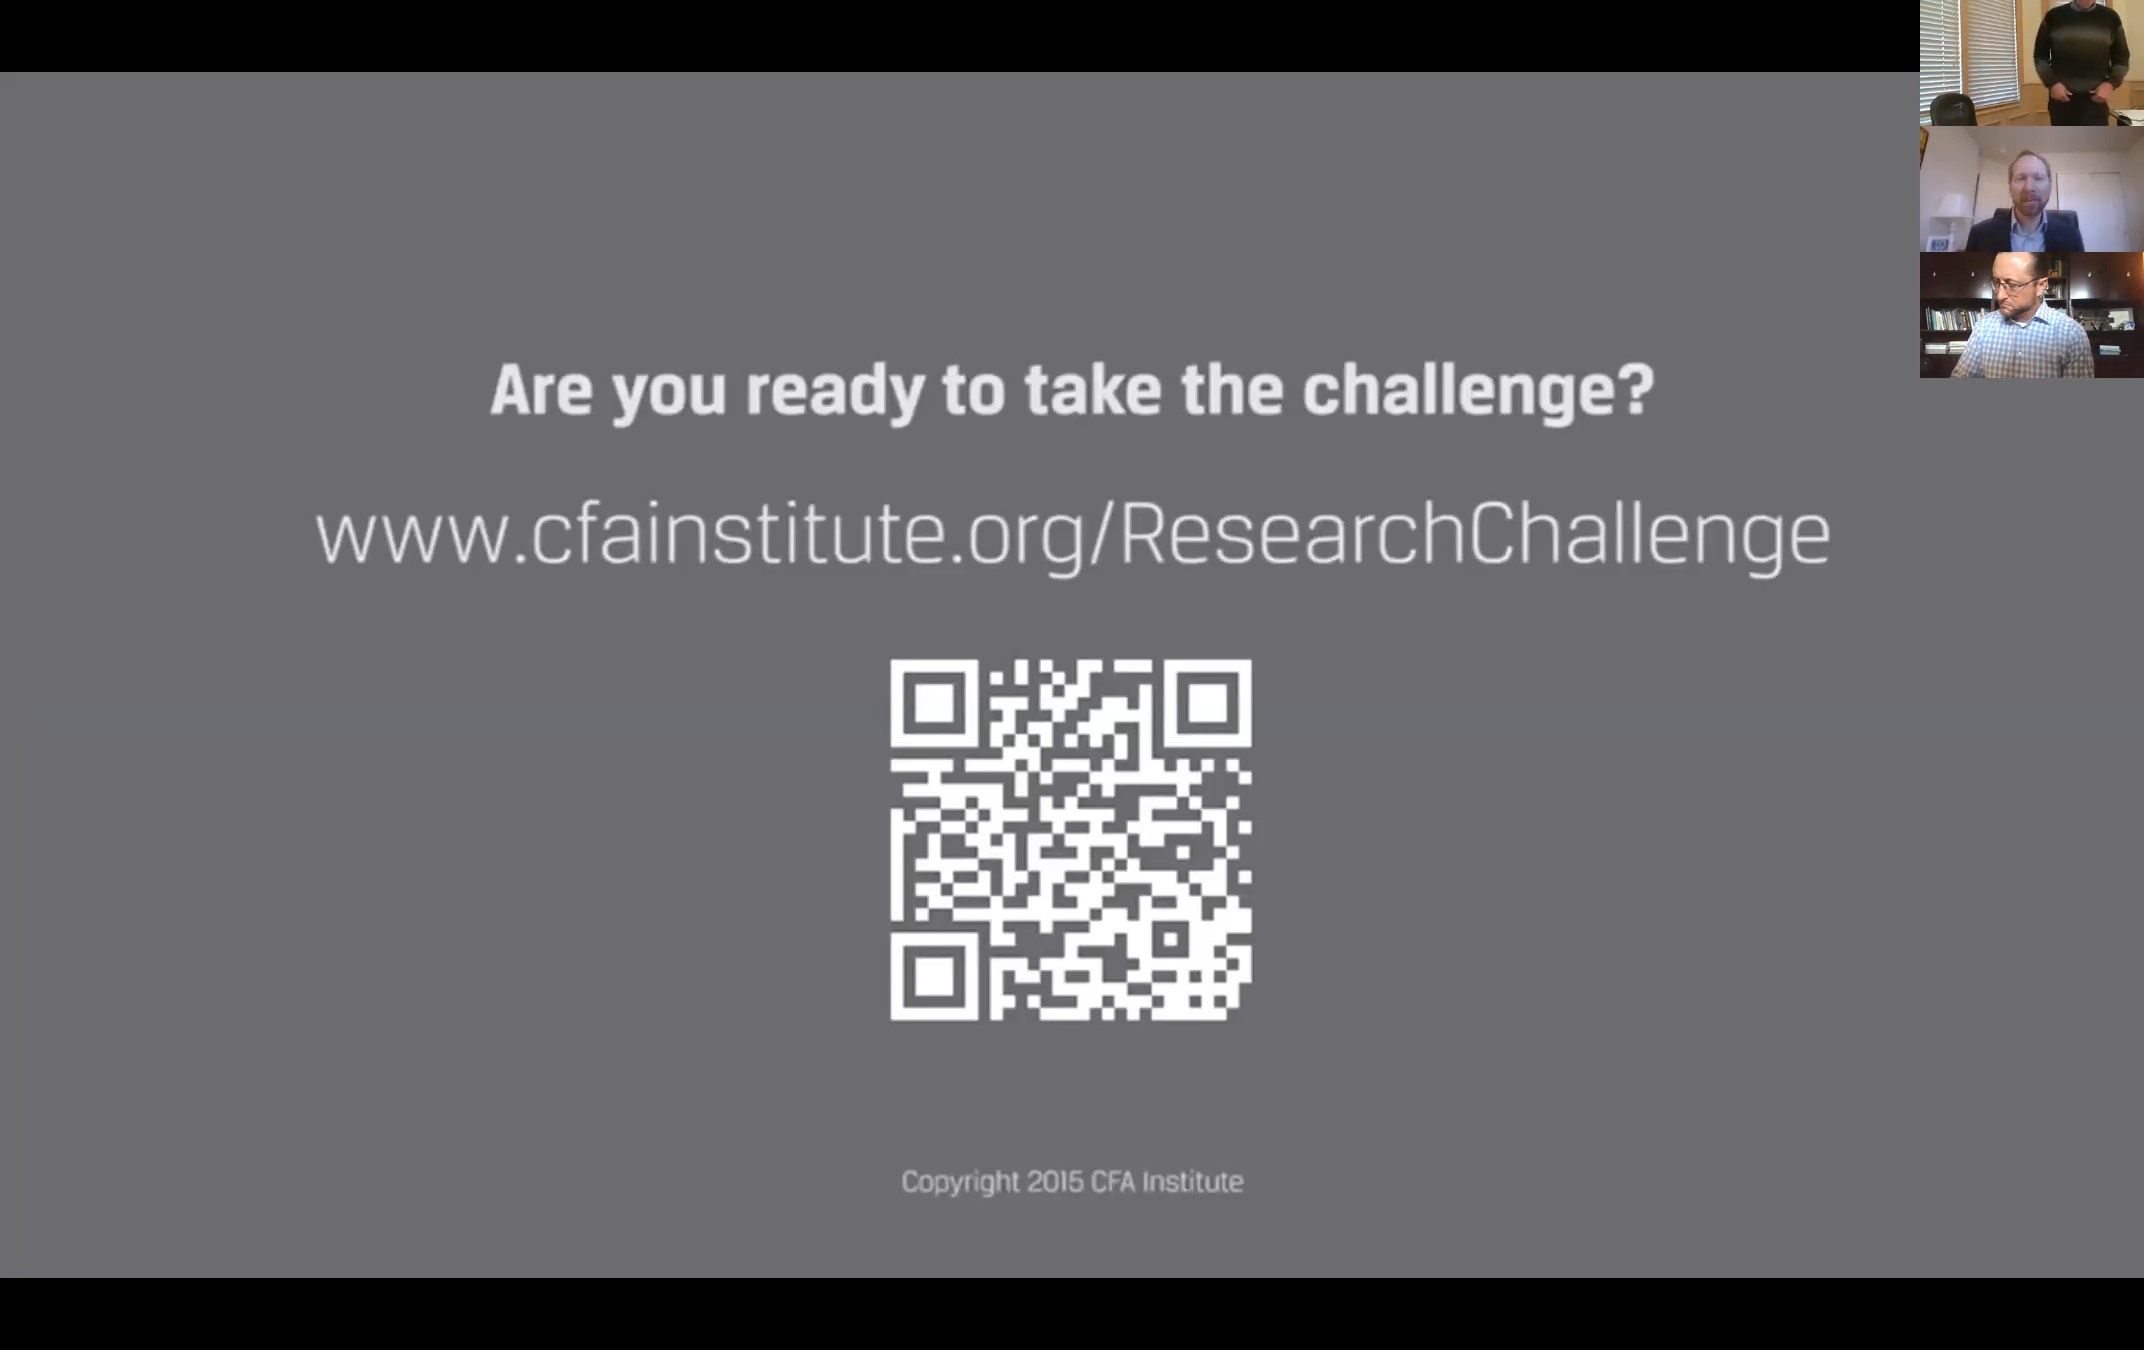 Are you ready to take the challenge?
www.cfainstitute.org/ResearchChallenge
Copyright 2015 CFA Institute